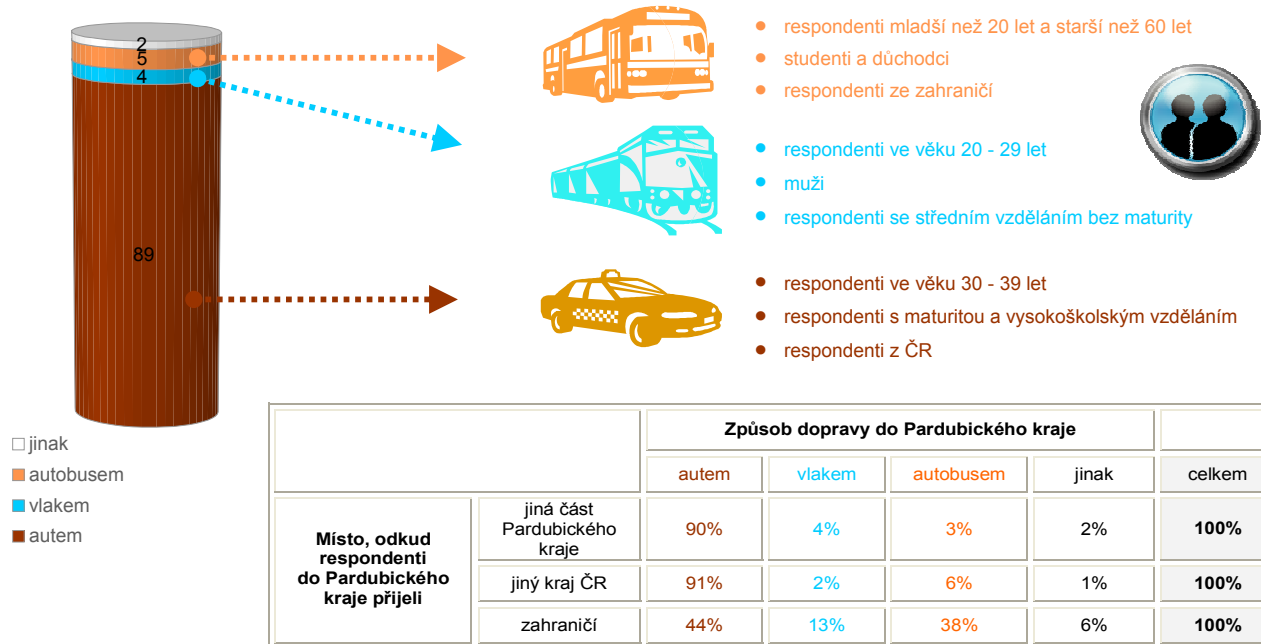 2
5
4
89
• respondenti mladší než 20 let a starší než 60 let
• studenti a důchodci
• respondenti ze zahraničí
• respondenti ve věku 20 - 29 let
• muži
• respondenti se středním vzděláním bez maturity
• respondenti ve věku 30 - 39 let
• respondenti s maturitou a vysokoškolským vzděláním
• respondenti z ČR
jinak
autobusem
vlakem
autem
Způsob dopravy do Pardubického kraje
autem vlakem autobusem jinak celkem
Místo, odkud
respondenti
do Pardubického
kraje přijeli
jiná část
Pardubického
kraje
90% 4% 3% 2% 100%
jiný kraj ČR 91% 2% 6% 1% 100%
zahraničí 44% 13% 38% 6% 100%